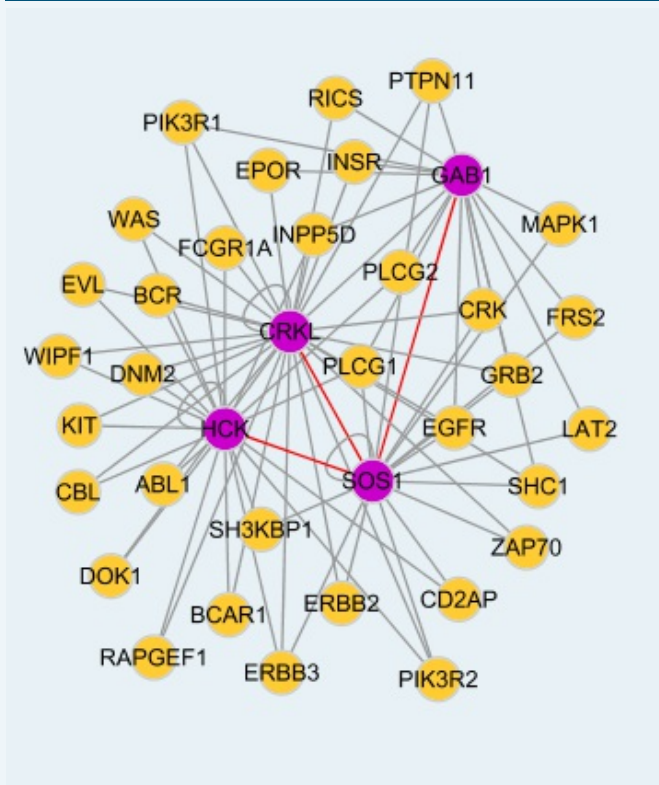 PTPN11
RICS
PIK3R1
INSR
EPOR
GAB1
WAS
MAPK1
INPP5D
FCGR1A
PLCG2
EVL
BCR
CRK
FRS2
CRKL
WIPF1
PLCG1
DNM2
GRB2
KIT
HCK
EGFR
LAT2
SOS1
ABL1
SHC1
CBL
SH3KBP1
ZAP70
DOK1
CD2AP
ERBB2
BCAR1
RAPGEF1
ERBB3
PIK3R2